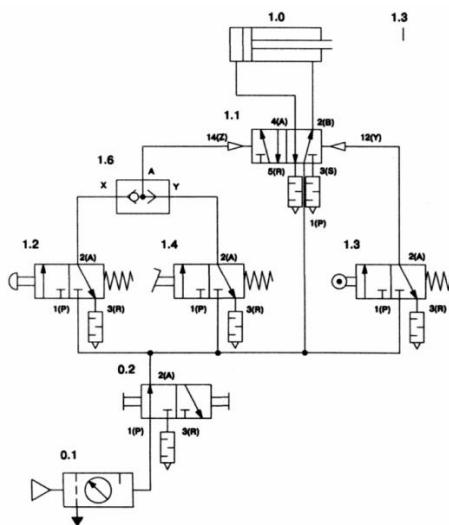 1.0 1.3
1.1 4(A) 2(B)
14(Z) 12(Y)
1.6 A
5(R) 3(S)
X Y
1(P)
1.2 2(A) 1.4 2(A) 1.3 2(A)
1(P) 3(R) 1(P) 3(R) 1(P) 3(R)
0.2 2(A)
1(P) 3(R)
0.1